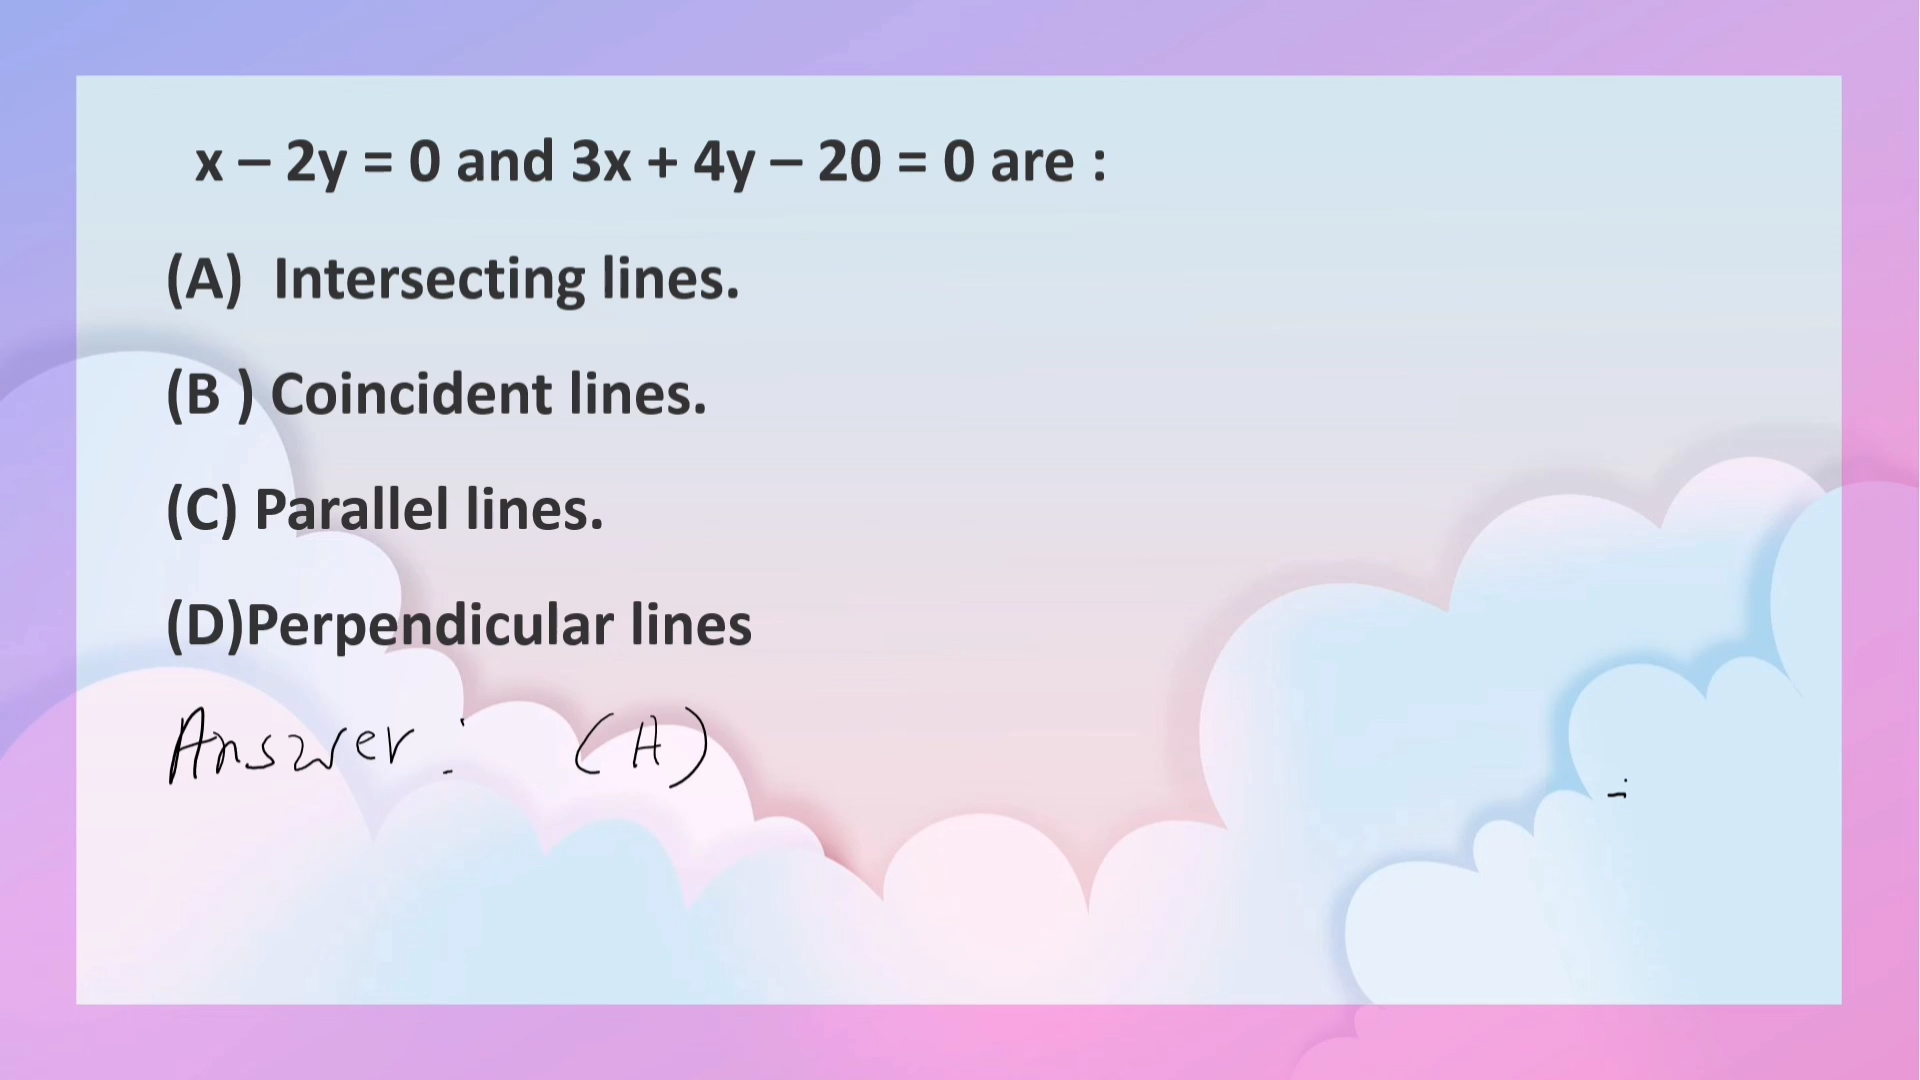 x – 2y = 0 and 3x + 4y – 20 = 0 are :
(A) Intersecting lines.
(B ) Coincident lines.
(C) Parallel lines.
(D)Perpendicular lines
Answer : (A)